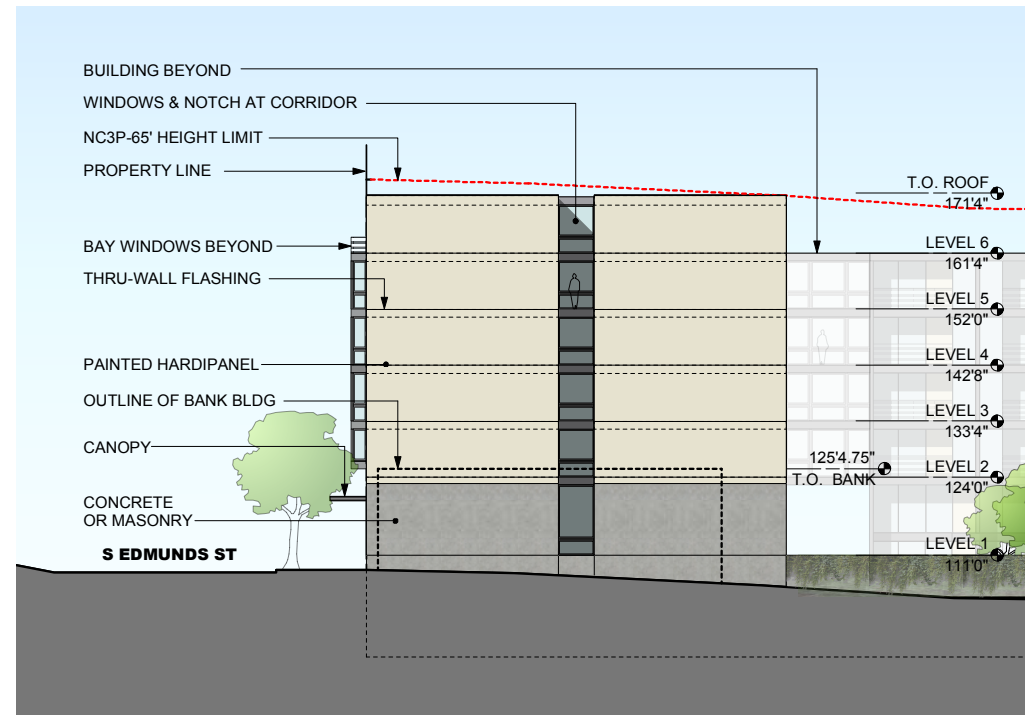 BUILDING BEYOND
WINDOWS & NOTCH AT CORRIDOR
NC3P-65' HEIGHT LIMIT
PROPERTY LINE
BAY WINDOWS BEYOND
THRU-WALL FLASHING
PAINTED HARDIPANEL
OUTLINE OF BANK BLDG
CANOPY
CONCRETE
OR MASONRY
S EDMUNDS ST
T.O. ROOF
171'4"
LEVEL 6
161'4"
LEVEL 5
152'0"
LEVEL 4
142'8"
LEVEL 3
133'4"
125'4.75"
T.O. BANK
LEVEL 2
124'0"
LEVEL 1
111'0"